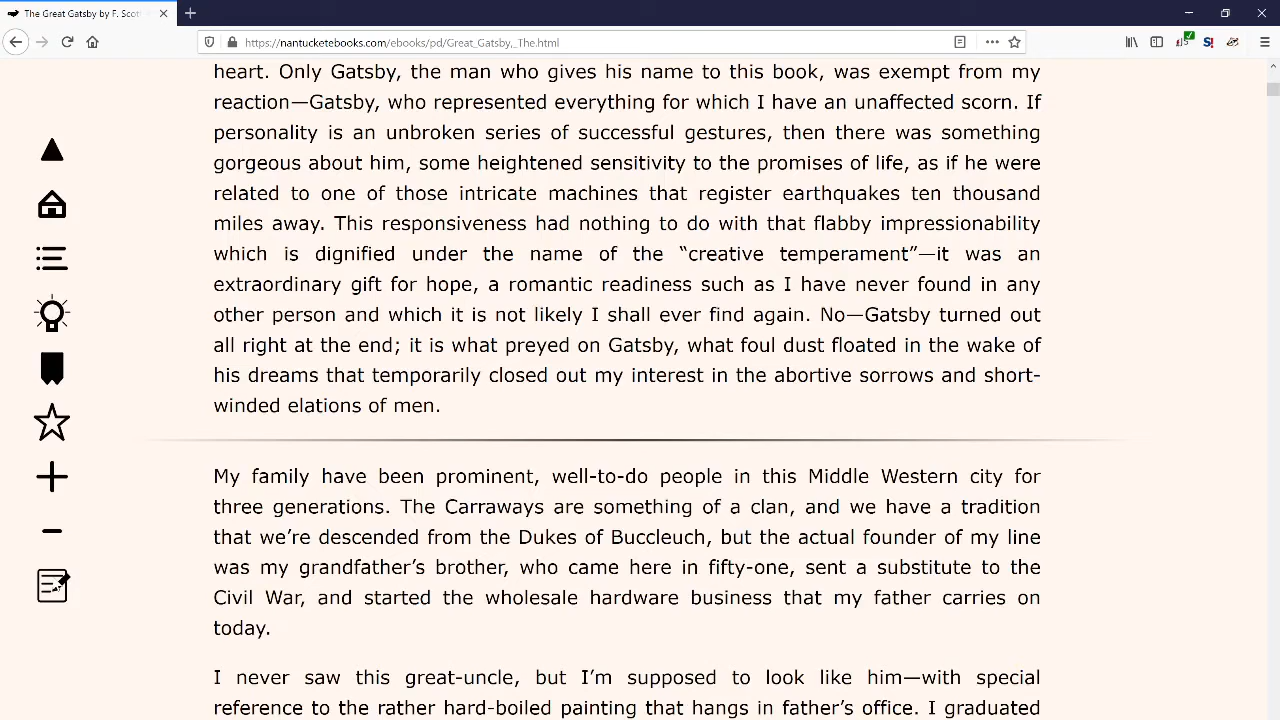 The Great Gatsby by F. Scot
https://nantucketebooks.com/ebooks/pd/Great_Gatsby,_The.html
heart. Only Gatsby, the man who gives his name to this book, was exempt from my
reaction—Gatsby, who represented everything for which I have an unaffected scorn. If
personality is an unbroken series of successful gestures, then there was something
gorgeous about him, some heightened sensitivity to the promises of life, as if he were
related to one of those intricate machines that register earthquakes ten thousand
miles away. This responsiveness had nothing to do with that flabby impressionability
which is dignified under the name of the “creative temperament”—it was an
extraordinary gift for hope, a romantic readiness such as I have never found in any
other person and which it is not likely I shall ever find again. No—Gatsby turned out
all right at the end; it is what preyed on Gatsby, what foul dust floated in the wake of
his dreams that temporarily closed out my interest in the abortive sorrows and short-
winded elations of men.
My family have been prominent, well-to-do people in this Middle Western city for
three generations. The Carraways are something of a clan, and we have a tradition
that we’re descended from the Dukes of Buccleuch, but the actual founder of my line
was my grandfather’s brother, who came here in fifty-one, sent a substitute to the
Civil War, and started the wholesale hardware business that my father carries on
today.
I never saw this great-uncle, but I’m supposed to look like him—with special
reference to the rather hard-boiled painting that hangs in father’s office. I graduated